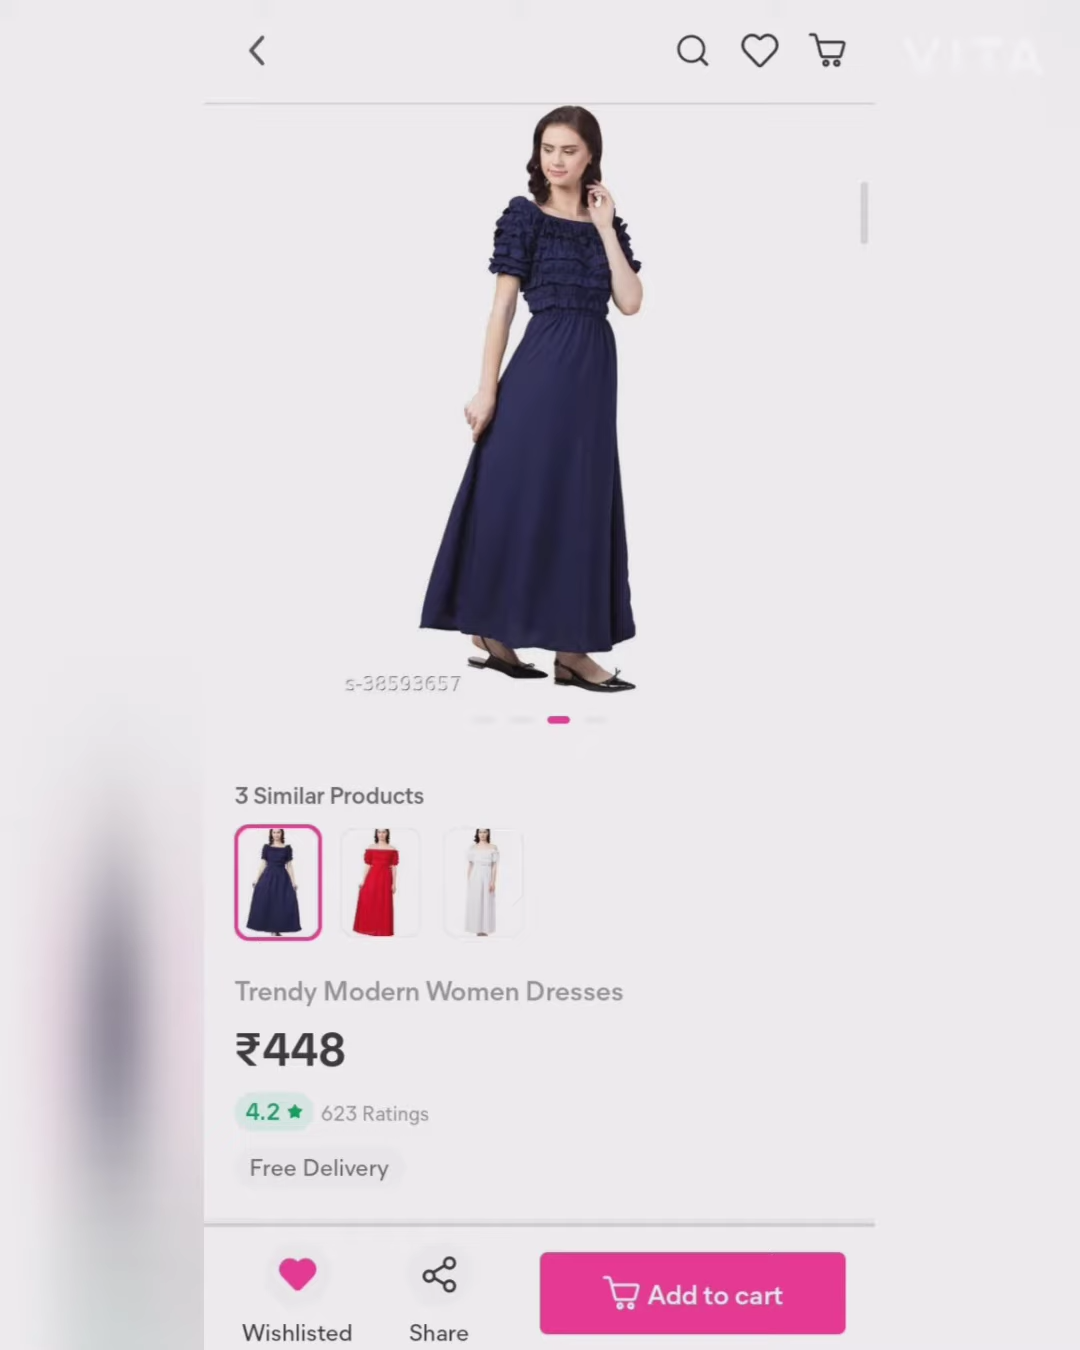 VITA
s-38593657
3 Similar Products
Trendy Modern Women Dresses
₹448
4.2 ★ 623 Ratings
Free Delivery
Wishlisted
Share
Add to cart